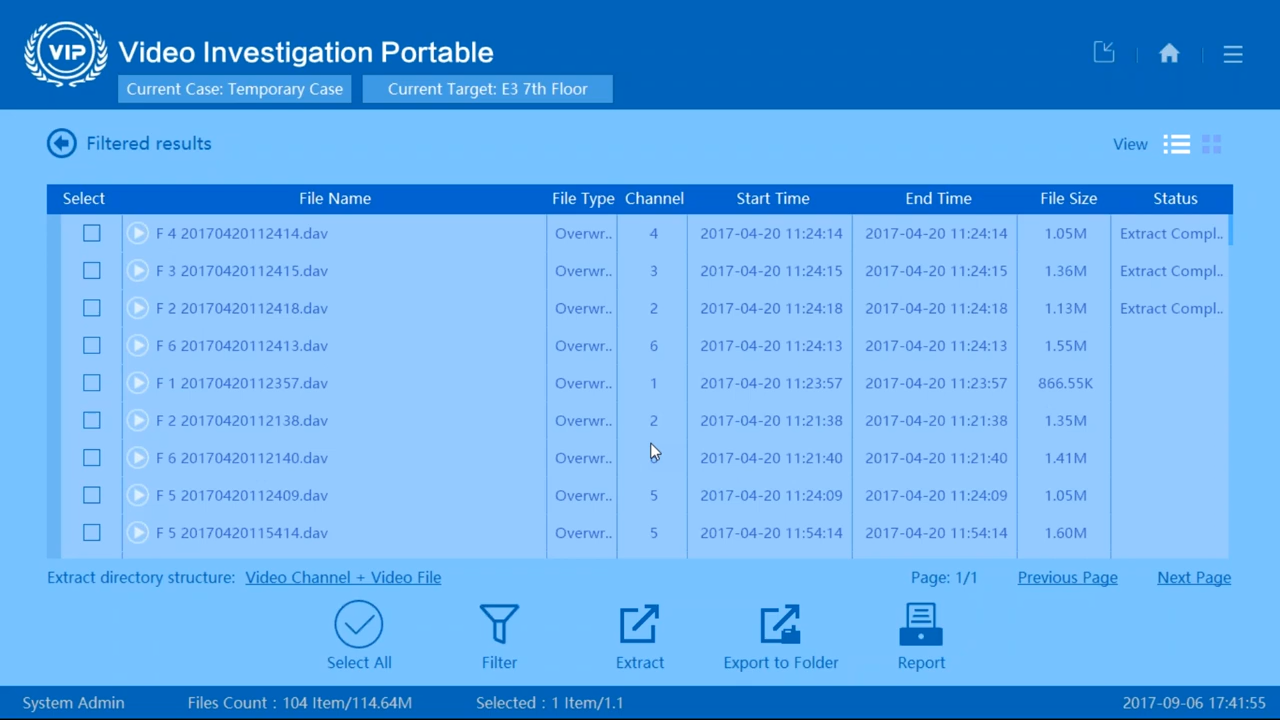 VIP Video Investigation Portable
Current Case: Temporary Case Current Target: E3 7th Floor
Filtered results View
Select File Name File Type Channel Start Time End Time File Size Status
F 4 20170420112414.dav Overwr.. 4 2017-04-20 11:24:14 2017-04-20 11:24:14 1.05M Extract Compl..
F 3 20170420112415.dav Overwr.. 3 2017-04-20 11:24:15 2017-04-20 11:24:15 1.36M Extract Compl..
F 2 20170420112418.dav Overwr.. 2 2017-04-20 11:24:18 2017-04-20 11:24:18 1.13M Extract Compl..
F 6 20170420112413.dav Overwr.. 6 2017-04-20 11:24:13 2017-04-20 11:24:13 1.55M
F 1 20170420112357.dav Overwr.. 1 2017-04-20 11:23:57 2017-04-20 11:23:57 866.55K
F 2 20170420112138.dav Overwr.. 2 2017-04-20 11:21:38 2017-04-20 11:21:38 1.35M
F 6 20170420112140.dav Overwr.. 6 2017-04-20 11:21:40 2017-04-20 11:21:40 1.41M
F 5 20170420112409.dav Overwr.. 5 2017-04-20 11:24:09 2017-04-20 11:24:09 1.05M
F 5 20170420115414.dav Overwr.. 5 2017-04-20 11:54:14 2017-04-20 11:54:14 1.60M
Extract directory structure: Video Channel + Video File Page: 1/1 Previous Page Next Page
Select All Filter Extract Export to Folder Report
System Admin Files Count : 104 Item/114.64M Selected : 1 Item/1.1 2017-09-06 17:41:55